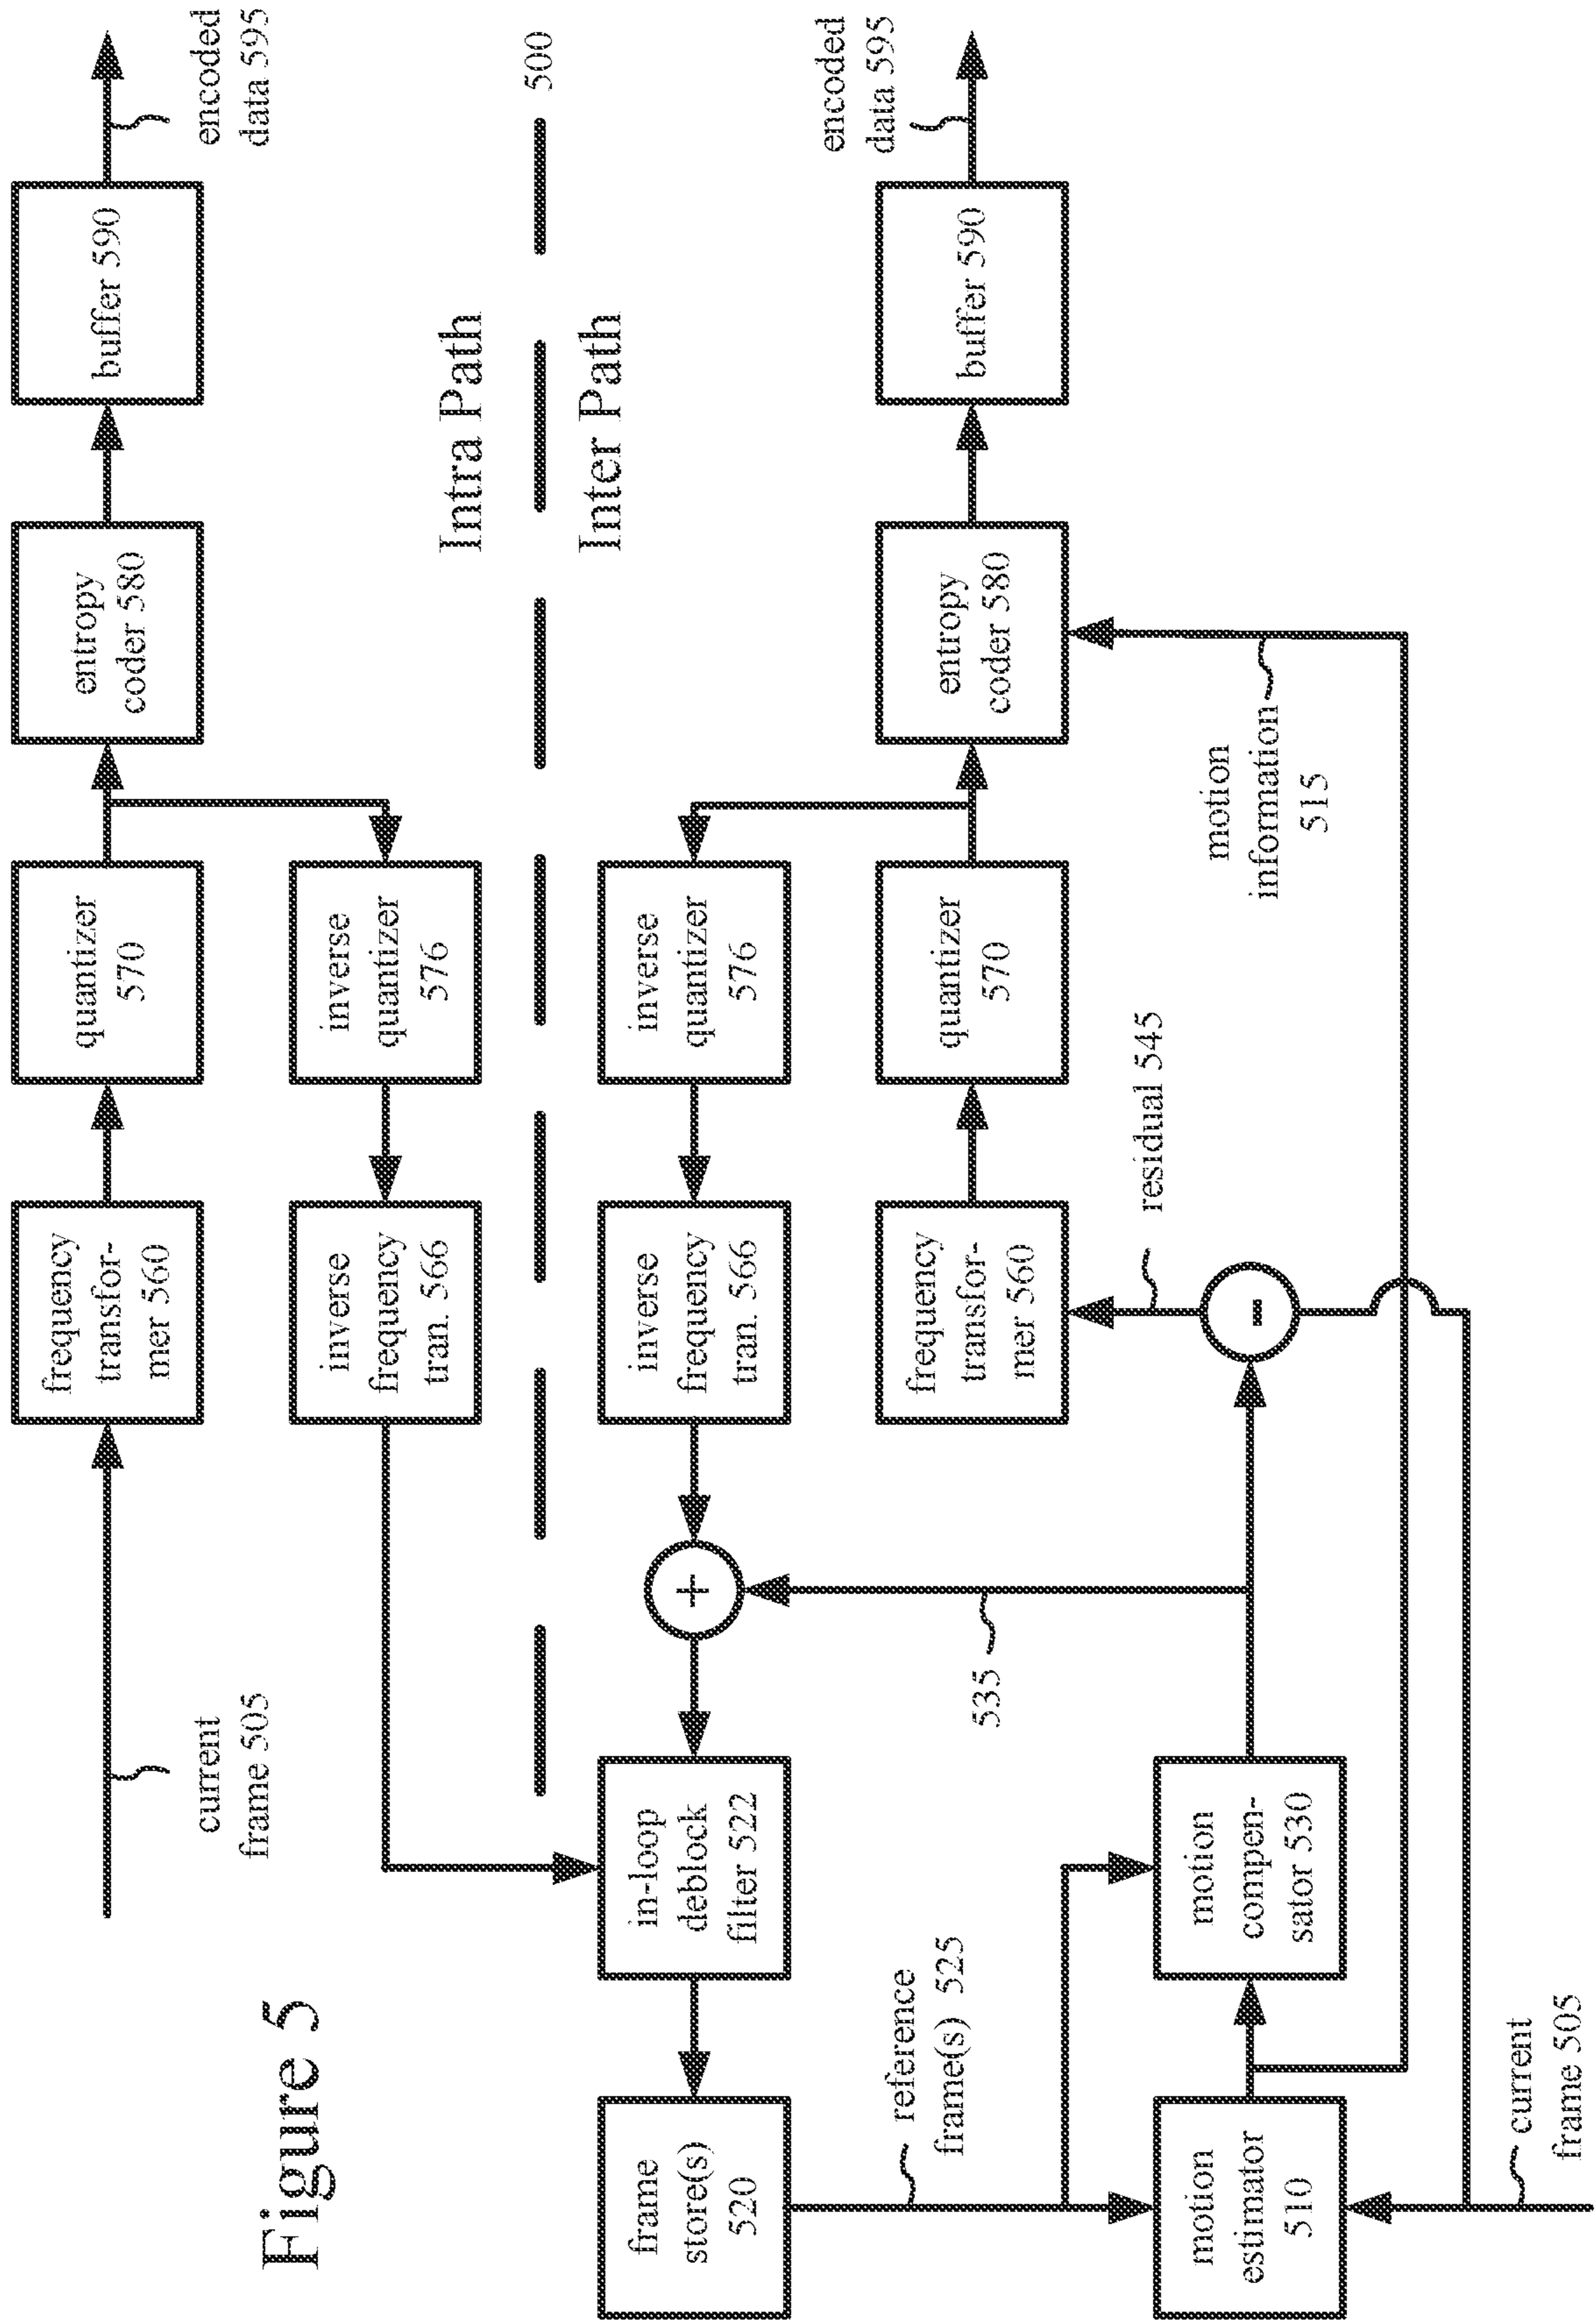 Figure 5
current
frame 505
frequency
transfor-
mer 560
quantizer
570
entropy
coder 580
buffer 590
encoded
data 595
inverse
frequency
tran. 566
inverse
quantizer
576
Intra Path
500
Inter Path
frame
store(s)
520
in-loop
deblock
filter 522
+
inverse
frequency
tran. 566
inverse
quantizer
576
encoded
data 595
reference
frame(s) 525
535
frequency
transfor-
mer 560
quantizer
570
entropy
coder 580
buffer 590
residual 545
motion
information
515
motion
estimator
510
motion
compen-
sator 530
-
current
frame 505